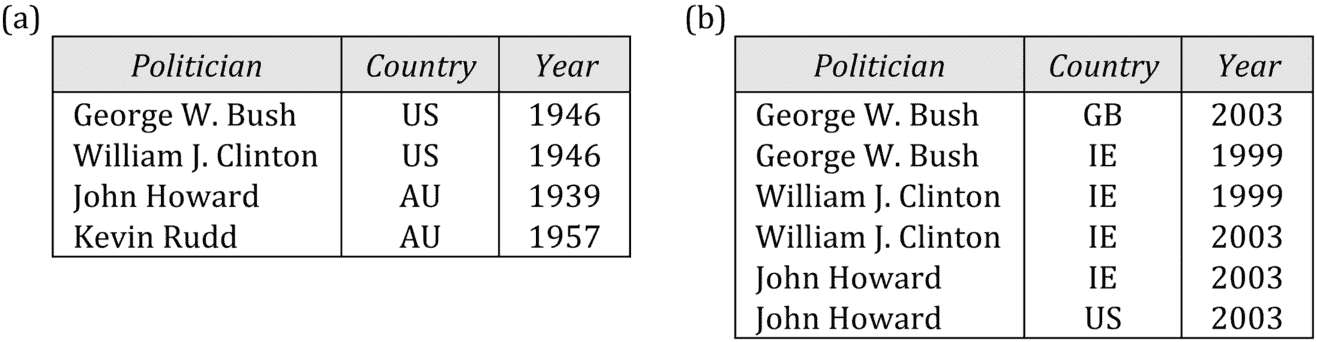 (a)
Politician Country Year
George W. Bush US 1946
William J. Clinton US 1946
John Howard AU 1939
Kevin Rudd AU 1957
(b)
Politician Country Year
George W. Bush GB 2003
George W. Bush IE 1999
William J. Clinton IE 1999
William J. Clinton IE 2003
John Howard IE 2003
John Howard US 2003